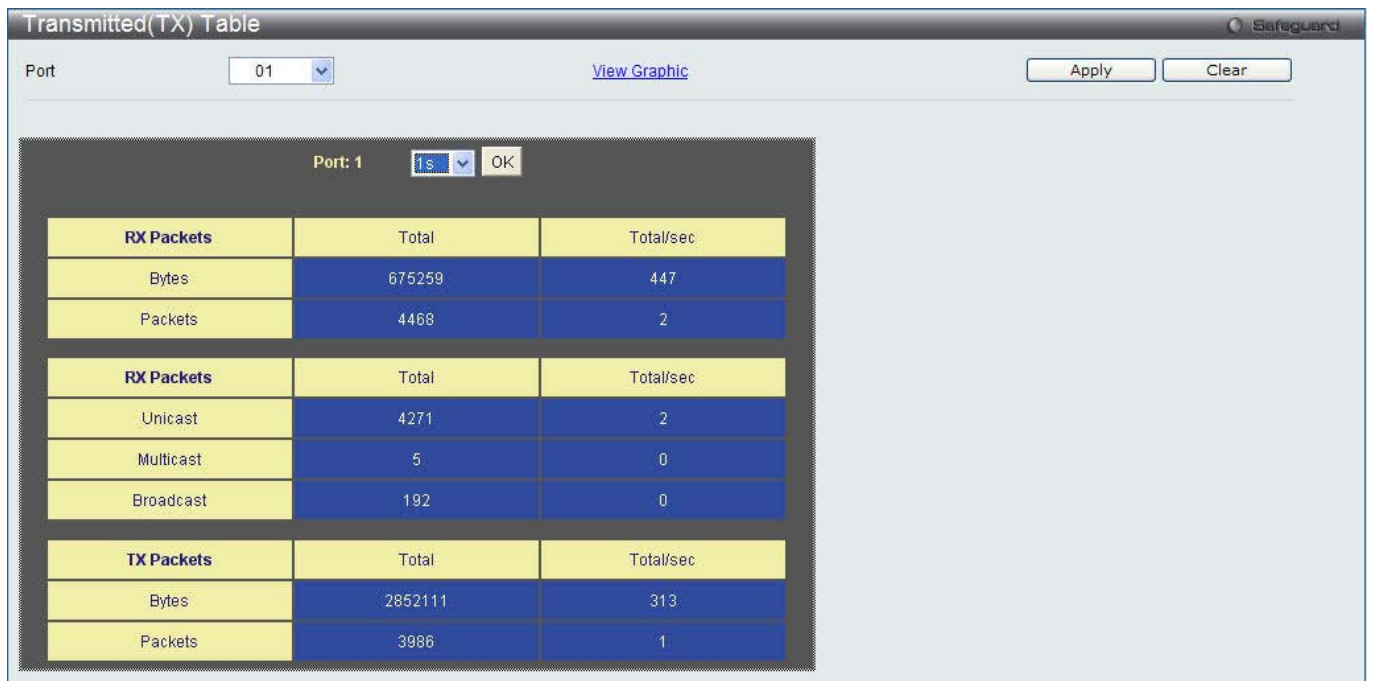 Transmitted(TX) Table Safeguard
Port 01 View Graphic Apply Clear
Port: 1 1s OK
RX Packets Total Total/sec
Bytes 675259 447
Packets 4468 2
RX Packets Total Total/sec
Unicast 4271 2
Multicast 5 0
Broadcast 192 0
TX Packets Total Total/sec
Bytes 2852111 313
Packets 3986 1